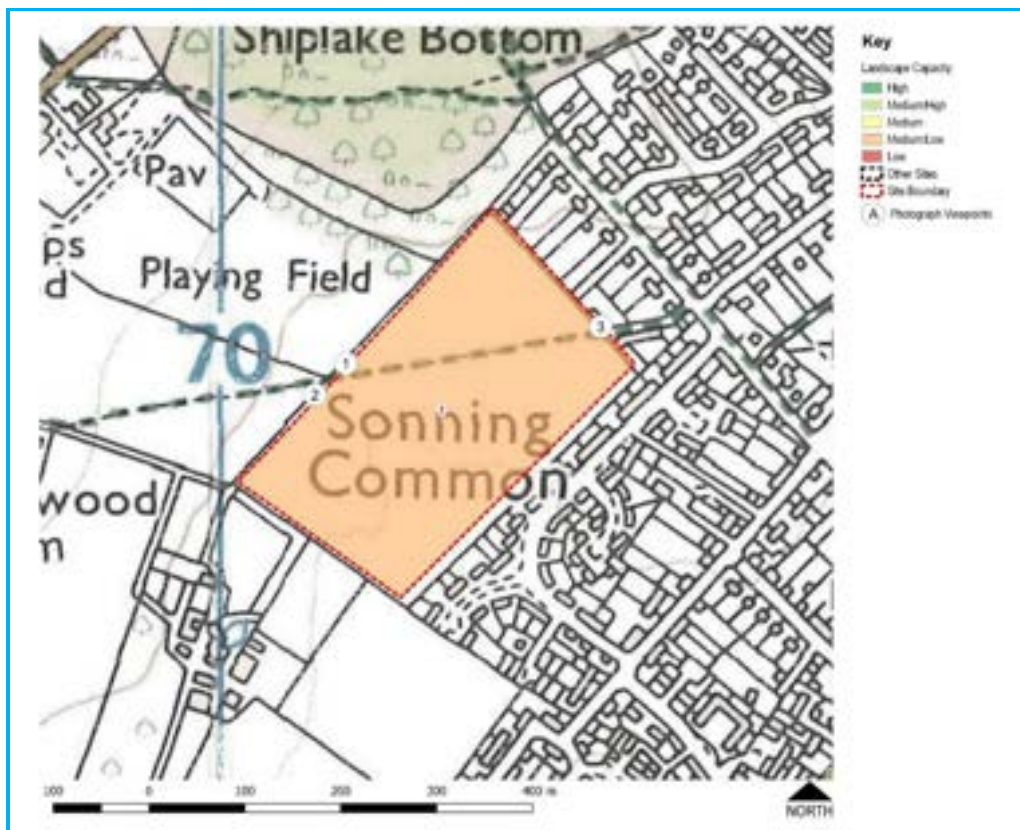 Shiplake Bottom
Pav
ps
d
Playing Field
70
1
3
2
Sonning
Common
wood
m
100
0
100
200
300
400 m
NORTH
Key
Landscape Capacity
High
Medium/High
Medium
Medium/Low
Low
Other Sites
Site Boundary
A Photograph Viewpoints